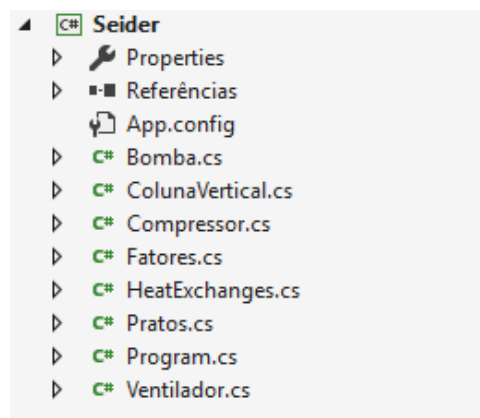 C# Seider
Properties
Referências
App.config
C# Bomba.cs
C# ColunaVertical.cs
C# Compressor.cs
C# Fatores.cs
C# HeatExchanges.cs
C# Pratos.cs
C# Program.cs
C# Ventilador.cs